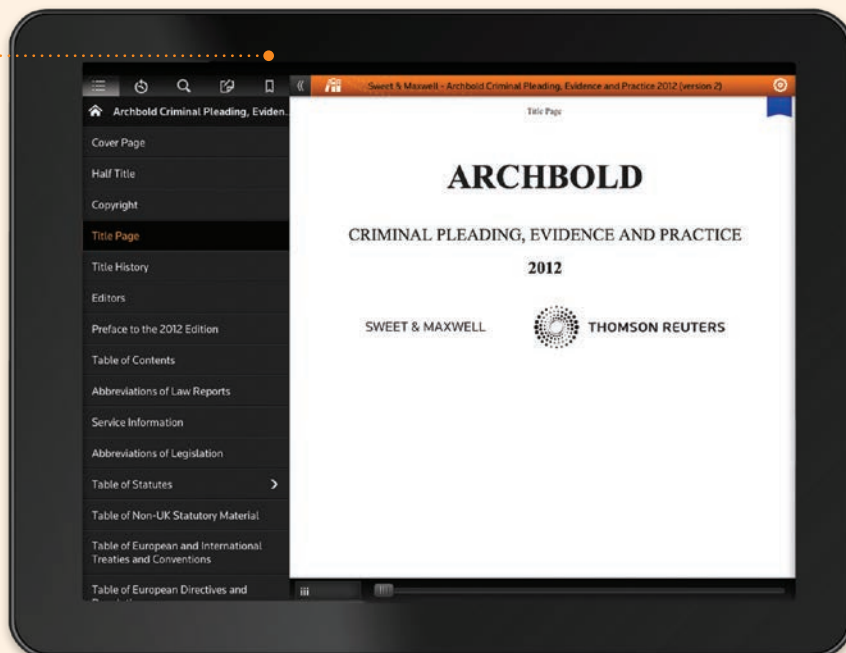 Sweet & Maxwell - Archbold Criminal Pleading, Evidence and Practice 2012 (version 2)
Archbold Criminal Pleading, Eviden..
Cover Page
Half Title
Copyright
Title Page
Title History
Editors
Preface to the 2012 Edition
Table of Contents
Abbreviations of Law Reports
Service Information
Abbreviations of Legislation
Table of Statutes
Table of Non-UK Statutory Material
Table of European and International
Treaties and Conventions
Table of European Directives and
Title Page
ARCHBOLD
CRIMINAL PLEADING, EVIDENCE AND PRACTICE
2012
SWEET & MAXWELL
THOMSON REUTERS
iii